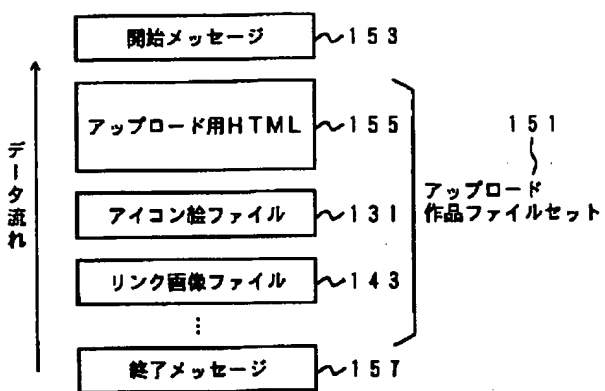 開始メッセージ 153
アップロード用HTML 155
151
アップロード
作品ファイルセット
アイコン絵ファイル 131
リンク画像ファイル 143
⋮
終了メッセージ 157
データ流れ